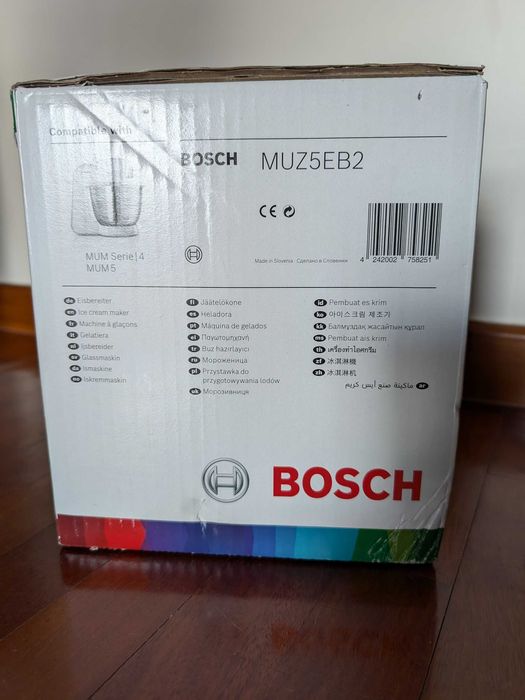 Compatible with
BOSCH MUZ5EB2
CE
MUM Serie|4
MUM5
Made in Slovenia · Сделано в Словении
4 242002 758251
de Eisbereiter
en Ice cream maker
fr Machine à glaçons
it Gelatiera
nl Ijsbereider
sv Glassmaskin
da Ismaskine
no Iskremmaskin
fi Jäätelökone
es Heladora
pt Máquina de gelados
el Παγωτομηχανή
tr Buz hazırlayıcı
ru Мороженица
pl Przystawka do
przygotowywania lodów
uk Морозивниця
id Pembuat es krim
ko 아이스크림 제조기
kk Балмұздақ жасайтын құрал
ms Pembuat ais krim
th เครื่องทำไอศกรีม
zf 冰淇淋機
zh 冰淇淋机
ar ماكينة صنع آيس كريم
BOSCH